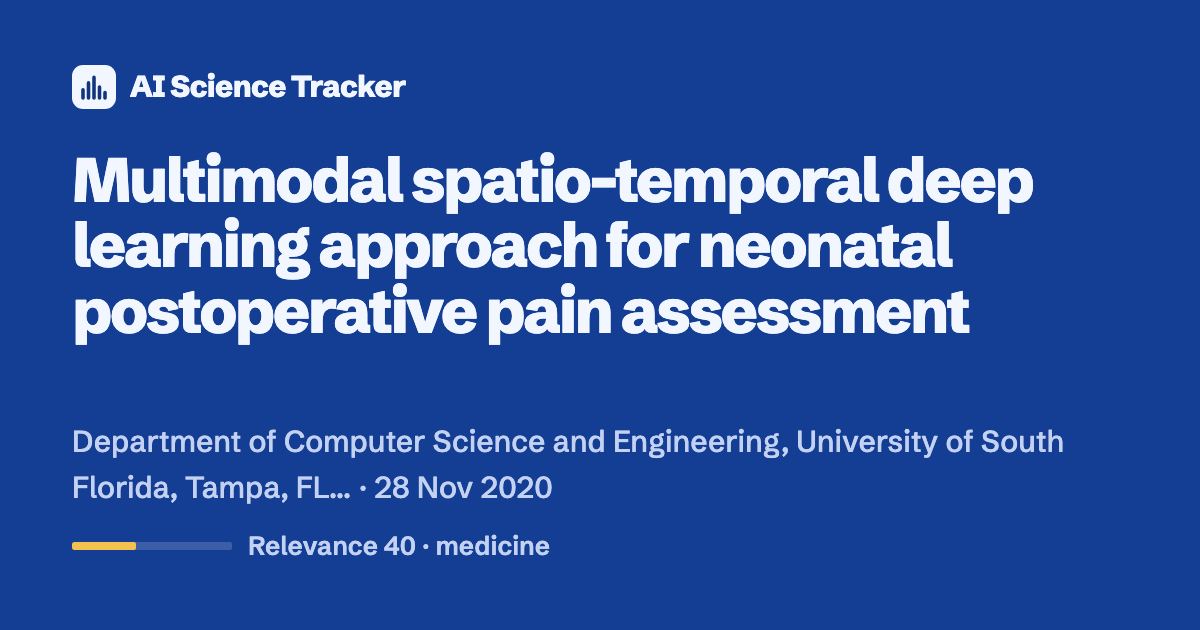 AI Science Tracker
Multimodal spatio-temporal deep
learning approach for neonatal
postoperative pain assessment
Department of Computer Science and Engineering, University of South
Florida, Tampa, FL... · 28 Nov 2020
Relevance 40 · medicine